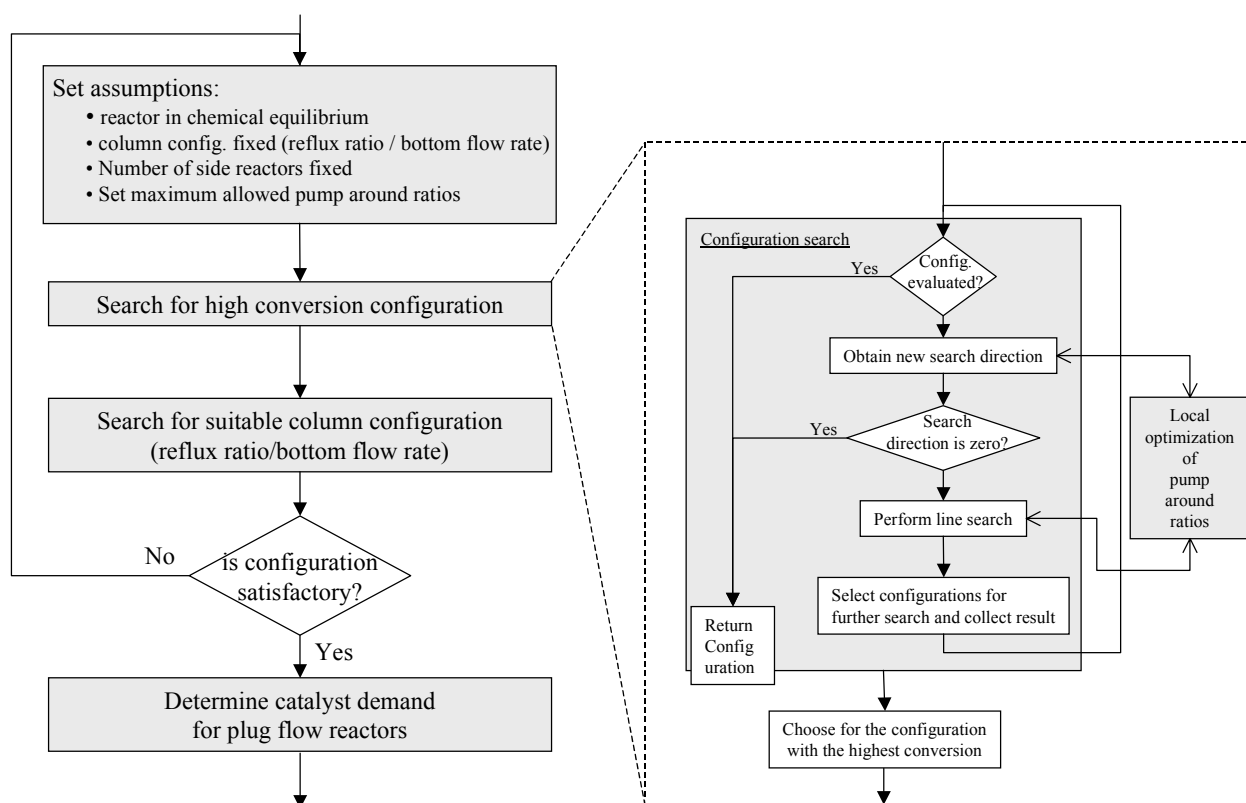 Set assumptions:
• reactor in chemical equilibrium
• column config. fixed (reflux ratio / bottom flow rate)
• Number of side reactors fixed
• Set maximum allowed pump around ratios
Search for high conversion configuration
Search for suitable column configuration
(reflux ratio/bottom flow rate)
No
is configuration
satisfactory?
Yes
Determine catalyst demand
for plug flow reactors
Configuration search
Yes
Config.
evaluated?
Obtain new search direction
Yes
Search
direction is zero?
Local
optimization
of
pump
around
ratios
Perform line search
Select configurations for
further search and collect result
Return
Config
uration
Choose for the configuration
with the highest conversion